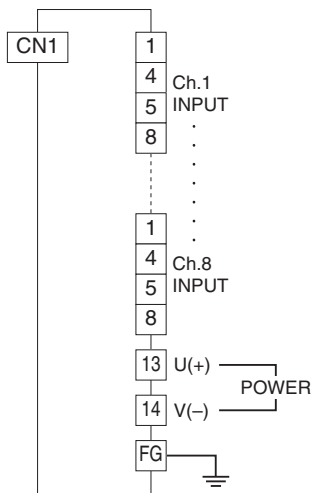 CN1
1
4
5
8
Ch.1
INPUT
1
4
5
8
Ch.8
INPUT
13 U(+)
POWER
14 V(–)
FG